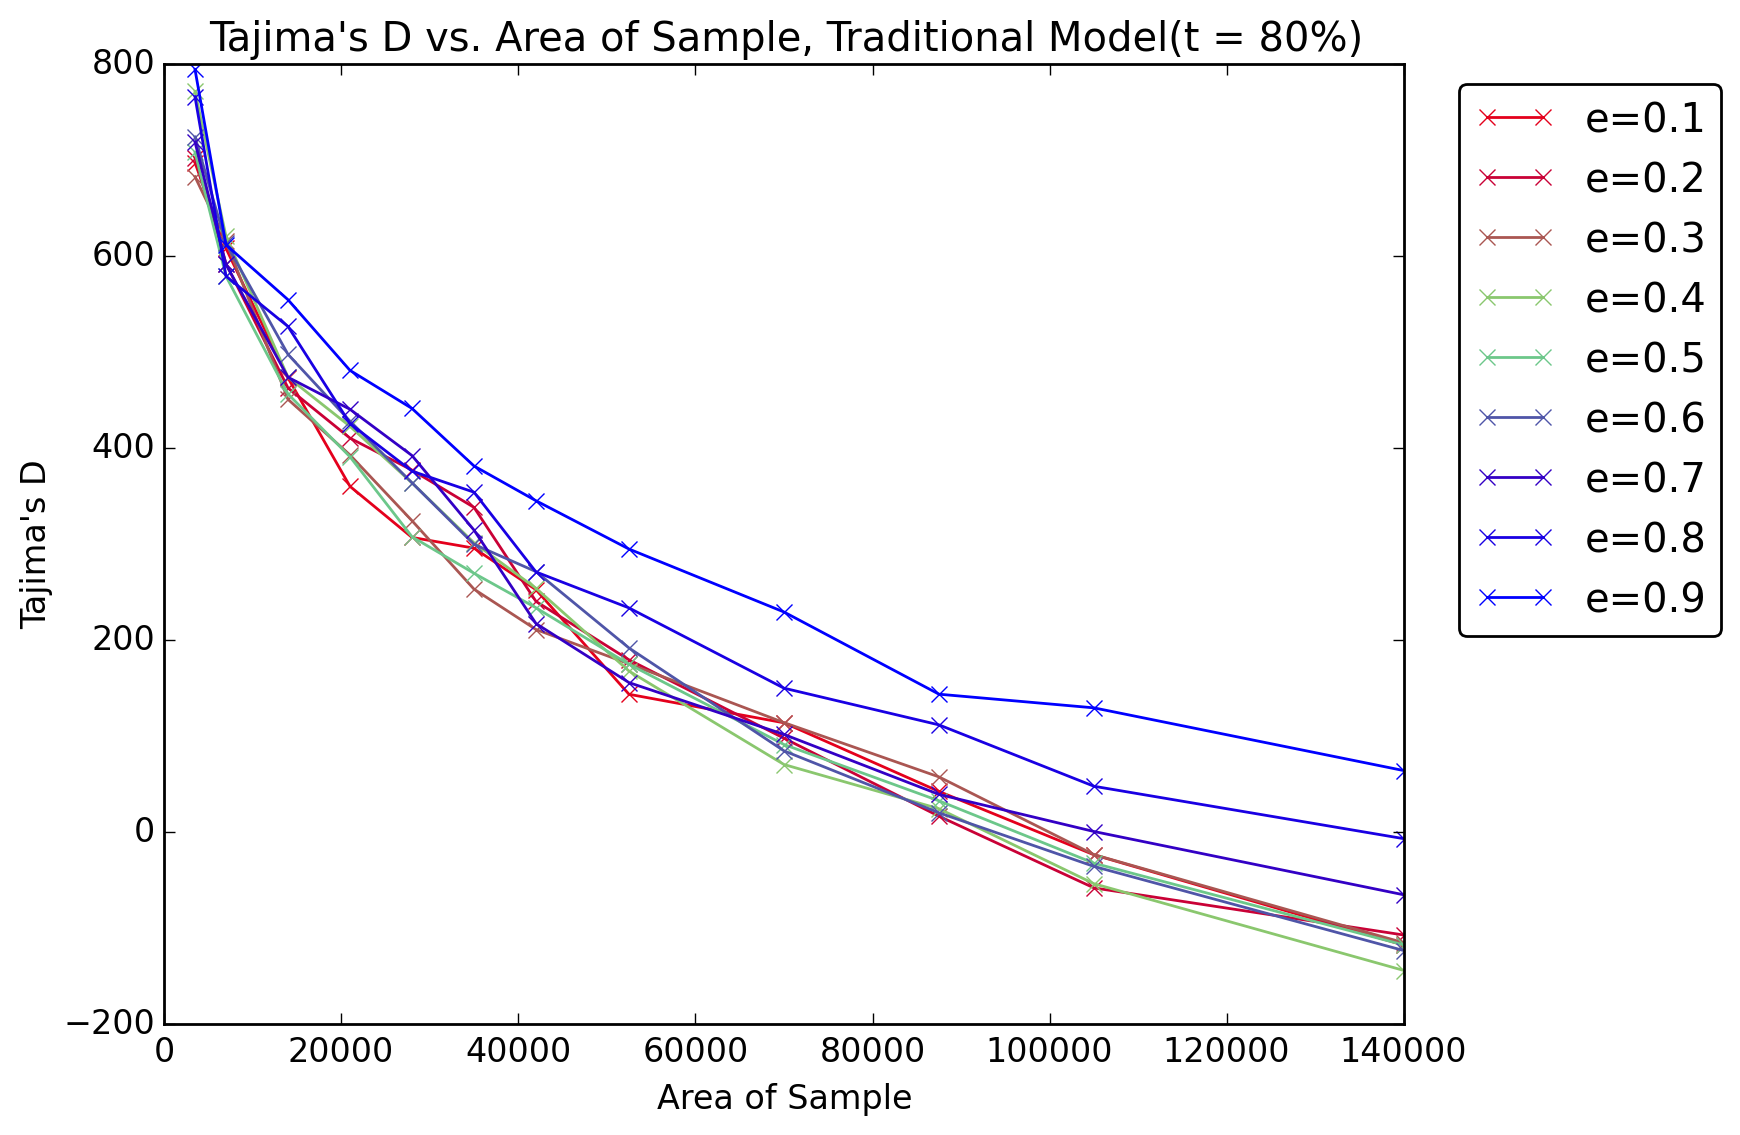 Tajima's D vs. Area of Sample, Traditional Model(t = 80%)
800
600
400
200
0
−200
Tajima's D
0 20000 40000 60000 80000 100000 120000 140000
Area of Sample
e=0.1
e=0.2
e=0.3
e=0.4
e=0.5
e=0.6
e=0.7
e=0.8
e=0.9